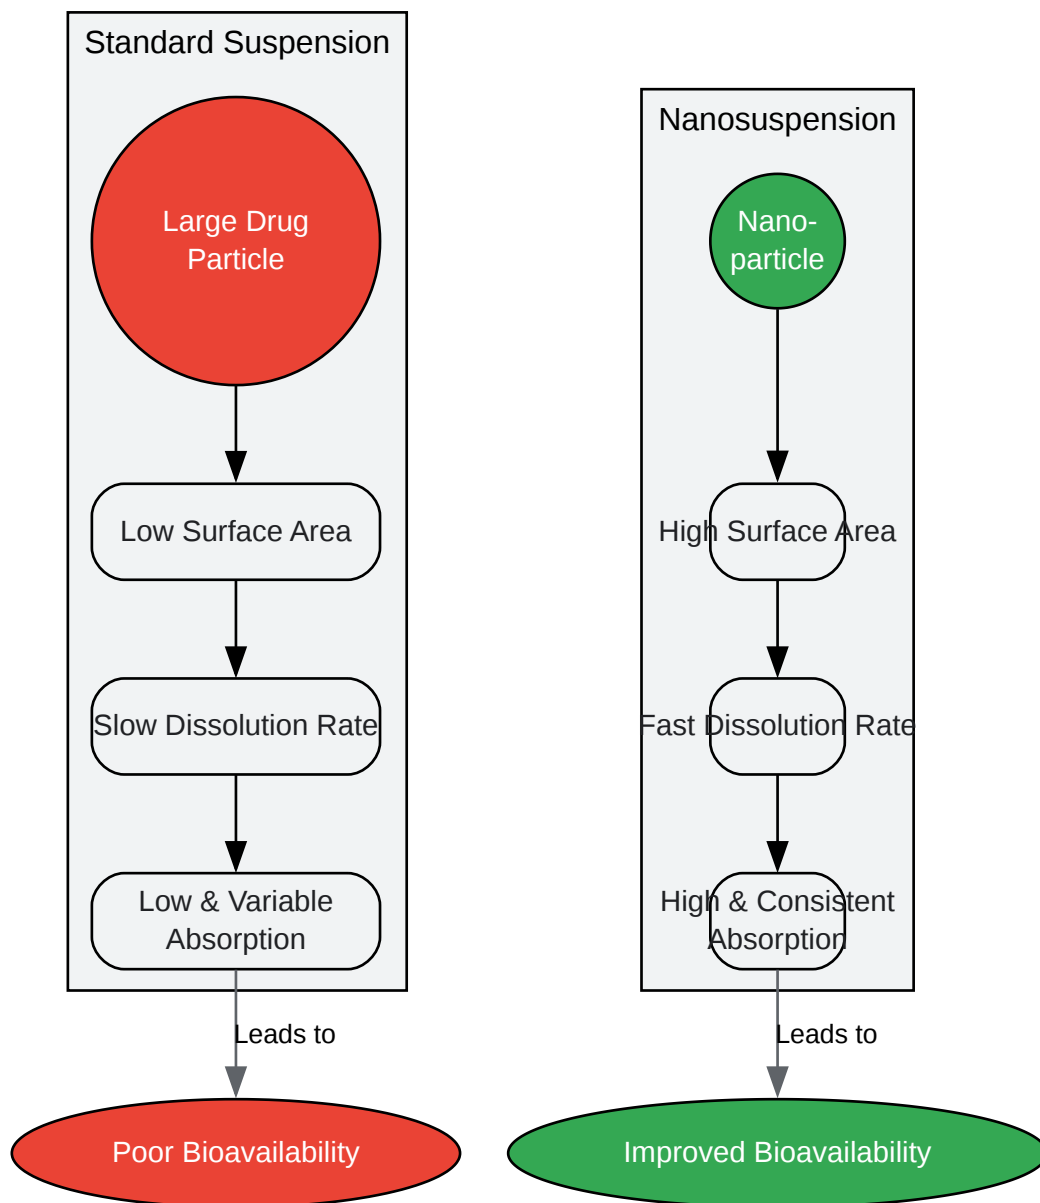 Standard Suspension
Large Drug
Particle
Low Surface Area
Slow Dissolution Rate
Low & Variable
Absorption
Leads to
Poor Bioavailability
Nanosuspension
Nano-
particle
High Surface Area
Fast Dissolution Rate
High & Consistent
Absorption
Leads to
Improved Bioavailability